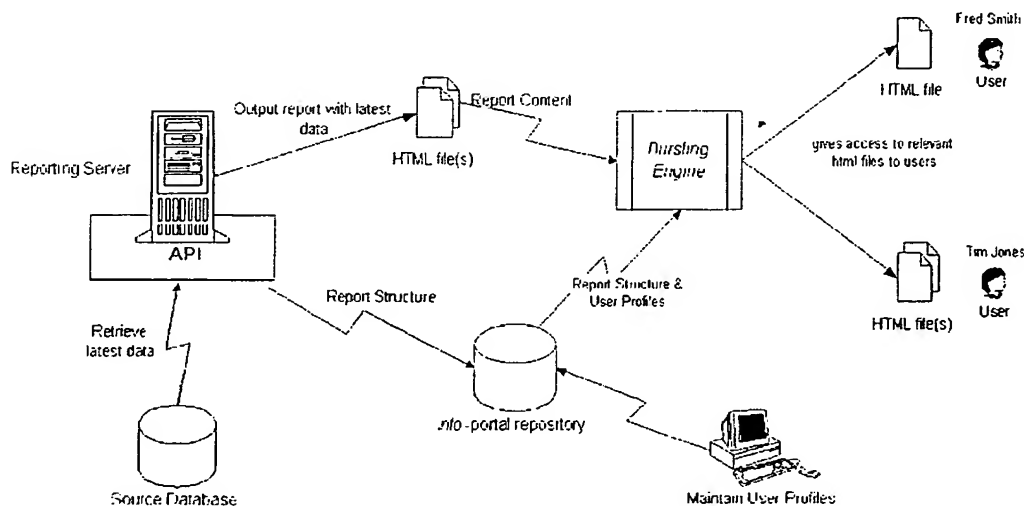 Fred Smith
User
HTML file
Output report with latest
data
Report Content
HTML file(s)
Reporting Server
Bursting
Engine
gives access to relevant
html files to users
API
Tim Jones
User
HTML file(s)
Report Structure
Report Structure &
User Profiles
Retrieve
latest data
-portal repository
Source Database
Maintain User Profiles